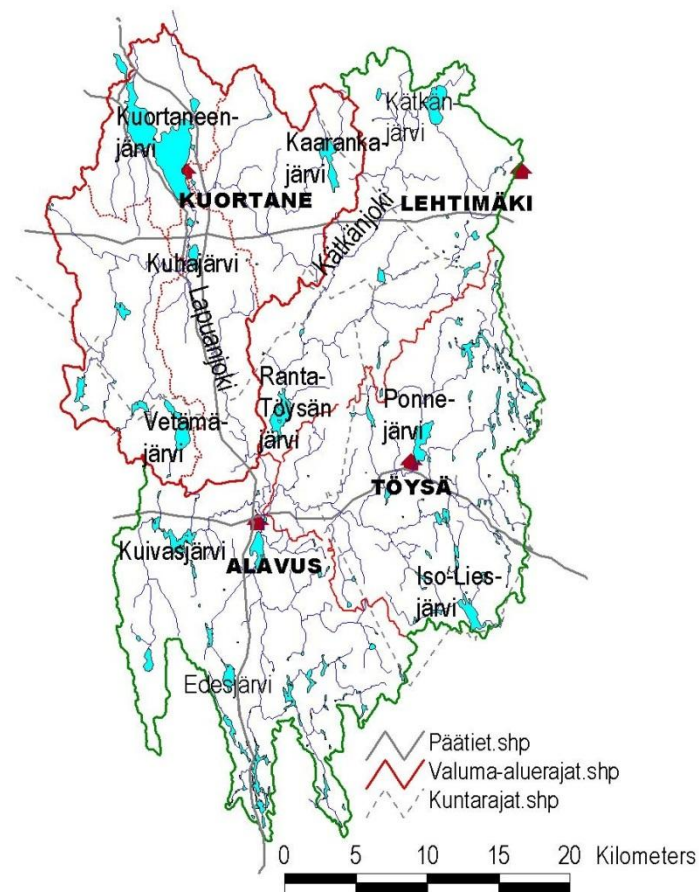 Kätkän-
järvi
Kuortaneen-
järvi
Kaaranka-
järvi
KUORTANE
LEHTIMÄKI
Kätkänjoki
Kuhajärvi
Lapuanjoki
Ranta-
Töysän
järvi
Ponne-
järvi
Vetämä-
järvi
TÖYSÄ
Kuivasjärvi
ALAVUS
Iso-Lies-
järvi
Edesjärvi
Päätiet.shp
Valuma-aluerajat.shp
Kuntarajat.shp
0 5 10 15 20 Kilometers